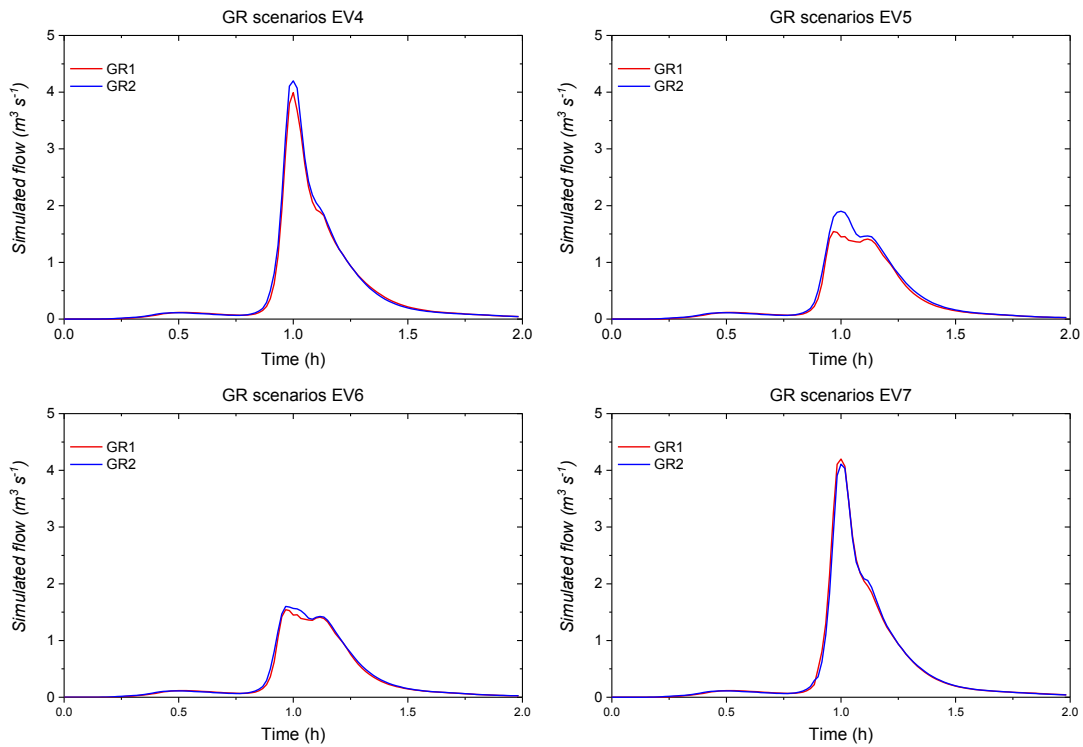 GR scenarios EV4
GR1
GR2
Simulated flow (m³ s⁻¹)
5
4
3
2
1
0
0.0 0.5 1.0 1.5 2.0
Time (h)
GR scenarios EV5
GR1
GR2
Simulated flow (m³ s⁻¹)
5
4
3
2
1
0
0.0 0.5 1.0 1.5 2.0
Time (h)
GR scenarios EV6
GR1
GR2
Simulated flow (m³ s⁻¹)
5
4
3
2
1
0
0.0 0.5 1.0 1.5 2.0
Time (h)
GR scenarios EV7
GR1
GR2
Simulated flow (m³ s⁻¹)
5
4
3
2
1
0
0.0 0.5 1.0 1.5 2.0
Time (h)